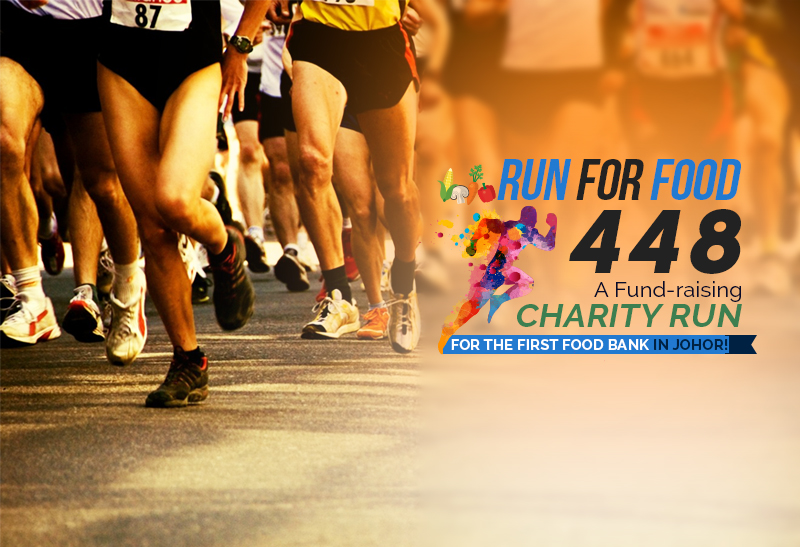 87
RUN FOR FOOD
448
A Fund-raising
CHARITY RUN
FOR THE FIRST FOOD BANK IN JOHOR!